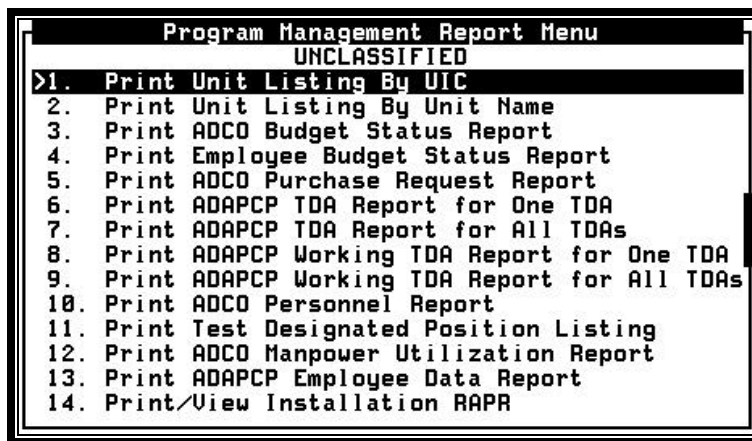 Program Management Report Menu
UNCLASSIFIED
>1. Print Unit Listing By UIC
2. Print Unit Listing By Unit Name
3. Print ADCO Budget Status Report
4. Print Employee Budget Status Report
5. Print ADCO Purchase Request Report
6. Print ADAPCP TDA Report for One TDA
7. Print ADAPCP TDA Report for All TDAs
8. Print ADAPCP Working TDA Report for One TDA
9. Print ADAPCP Working TDA Report for All TDAs
10. Print ADCO Personnel Report
11. Print Test Designated Position Listing
12. Print ADCO Manpower Utilization Report
13. Print ADAPCP Employee Data Report
14. Print/View Installation RAPR